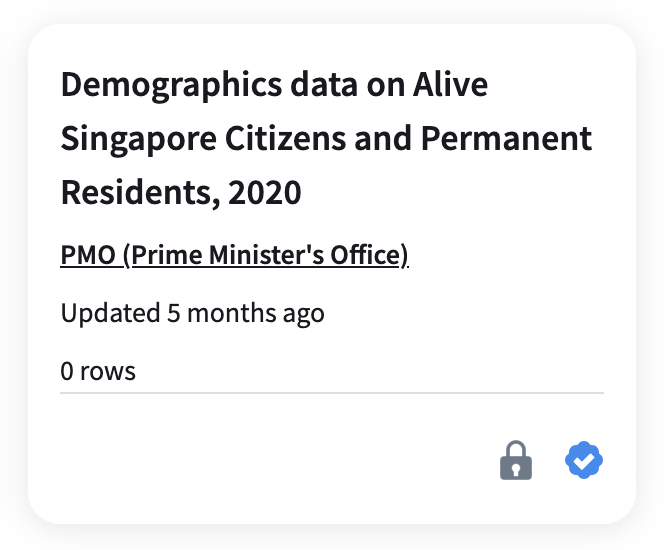 Demographics data on Alive
Singapore Citizens and Permanent
Residents, 2020
PMO (Prime Minister's Office)
Updated 5 months ago
0 rows